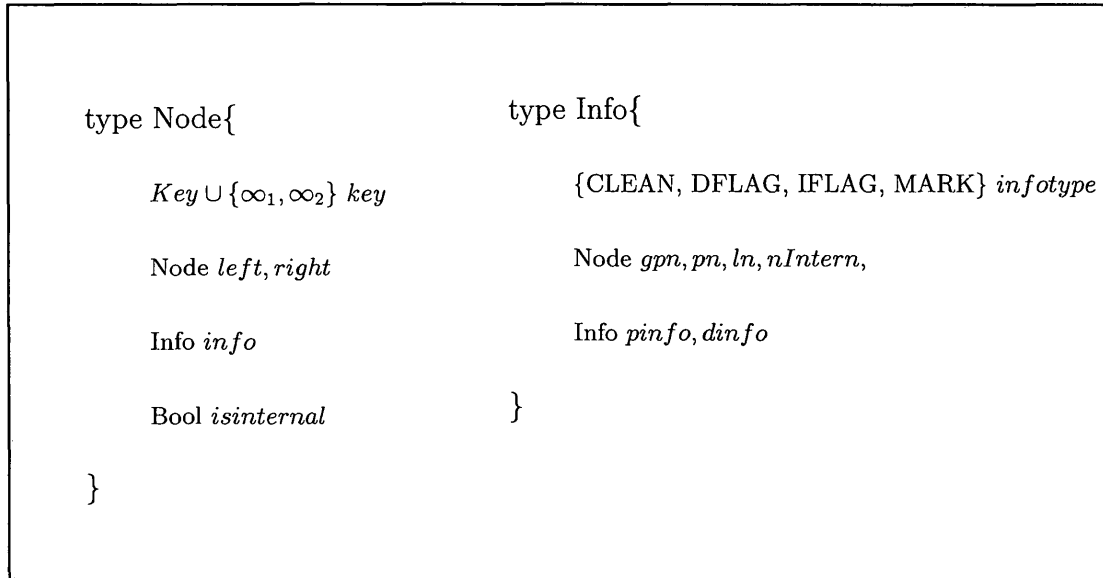 type Node{
Key ∪ {∞₁, ∞₂} key
Node left, right
Info info
Bool isinternal
}
type Info{
{CLEAN, DFLAG, IFLAG, MARK} infotype
Node gpn, pn, ln, nIntern,
Info pinfo, dinfo
}